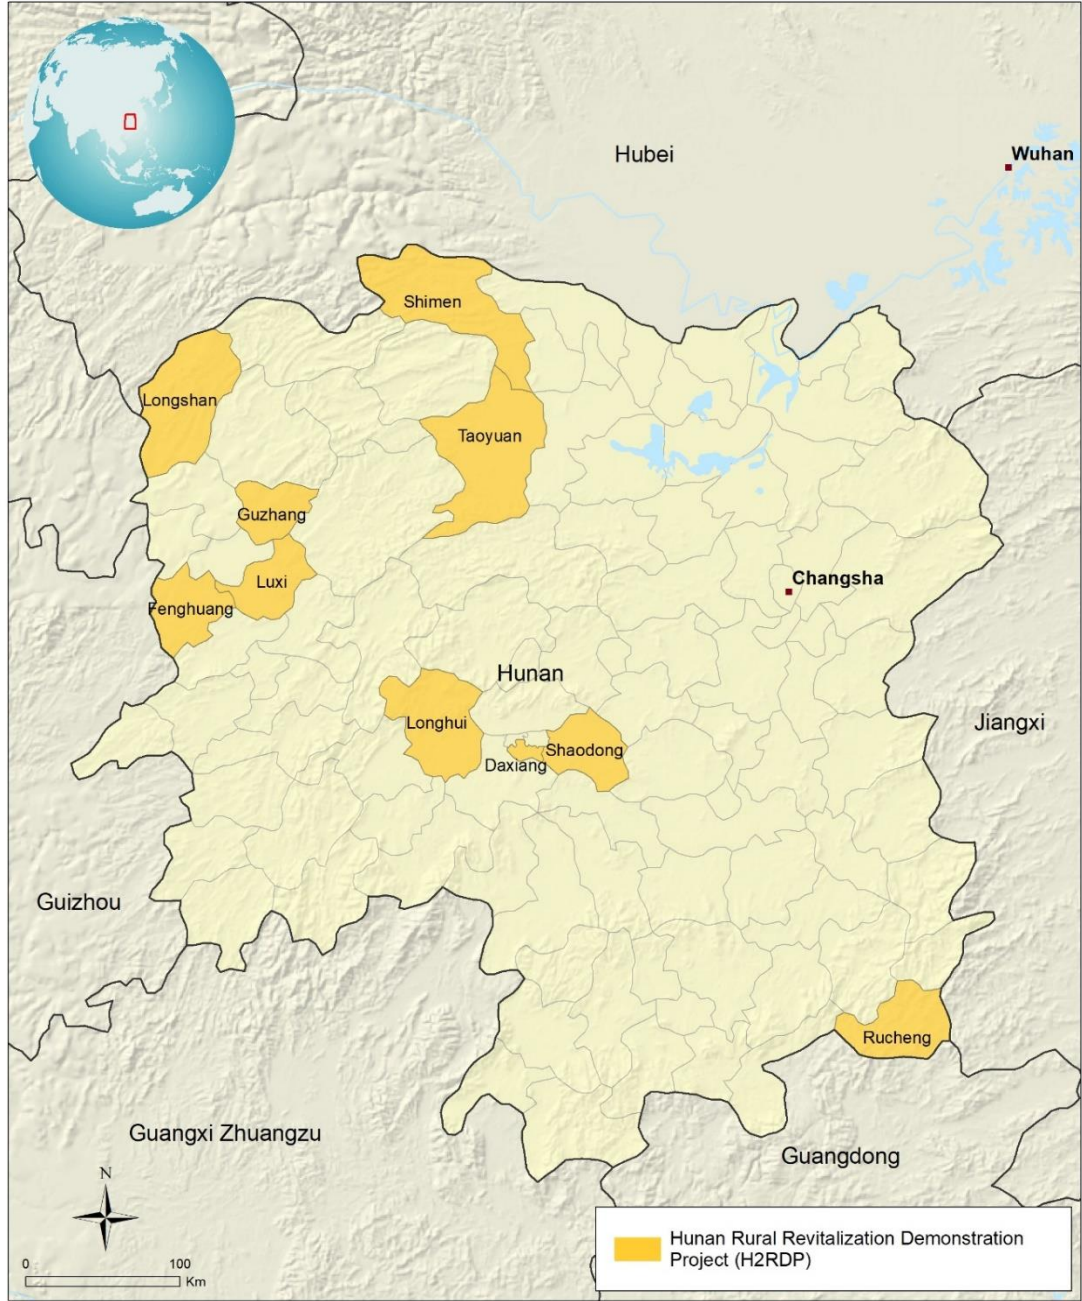 Hubei
Wuhan
Shimen
Longshan
Taoyuan
Guzhang
Luxi
Changsha
Fenghuang
Hunan
Longhui
Jiangxi
Shaodong
Daxiang
Guizhou
Rucheng
Guangxi Zhuangzu
Guangdong
N
0 100
Km
Hunan Rural Revitalization Demonstration
Project (H2RDP)